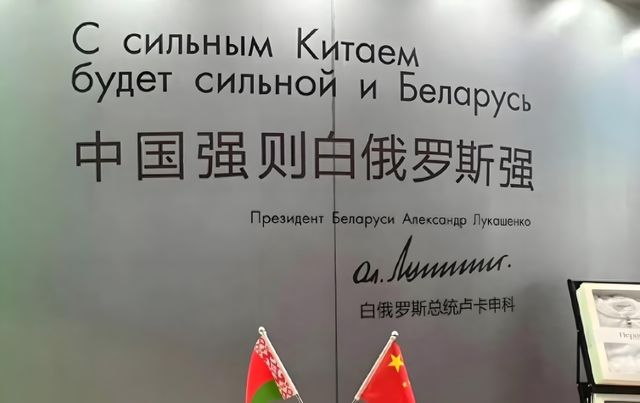 С сильным Китаем
будет сильной и Беларусь
中国强则白俄罗斯强
Президент Беларуси Александр Лукашенко
白俄罗斯总统卢卡申科